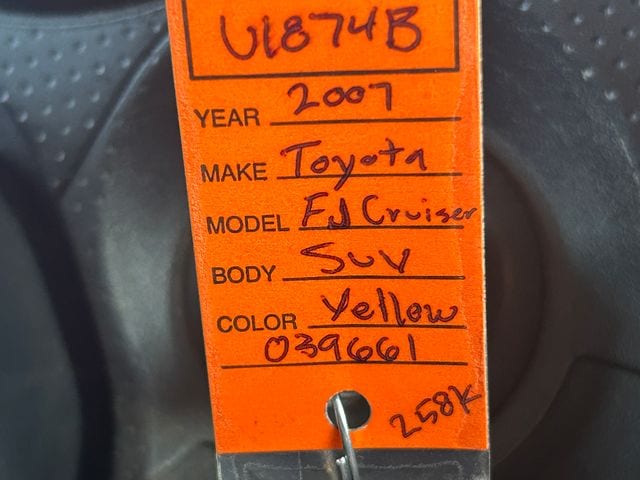 U1874B
YEAR 2007
MAKE Toyota
MODEL FJ Cruiser
BODY SUV
COLOR Yellow
039661
258K